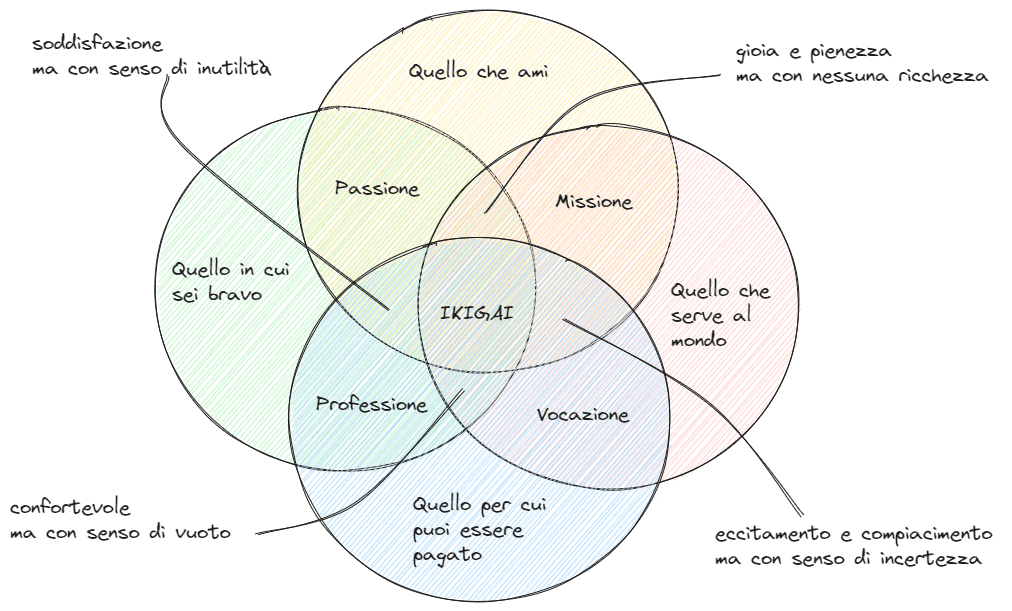 soddisfazione
ma con senso di inutilità
gioia e pienezza
ma con nessuna ricchezza
Quello che ami
Passione
Missione
Quello in cui
sei bravo
IKIGAI
Quello che
serve al
mondo
Professione
Vocazione
confortevole
ma con senso di vuoto
Quello per cui
puoi essere
pagato
eccitamento e compiacimento
ma con senso di incertezza